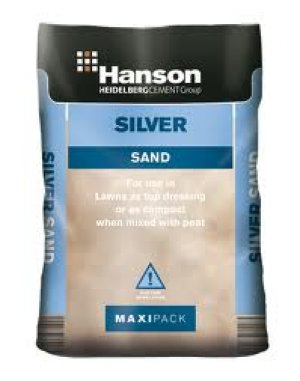 Hanson
HEIDELBERGCEMENT Group
SILVER
SAND
For use in
Lawns as top dressing
or as compost
when mixed with peat
SILVER SAND
SILVER SAND
MAXIPACK